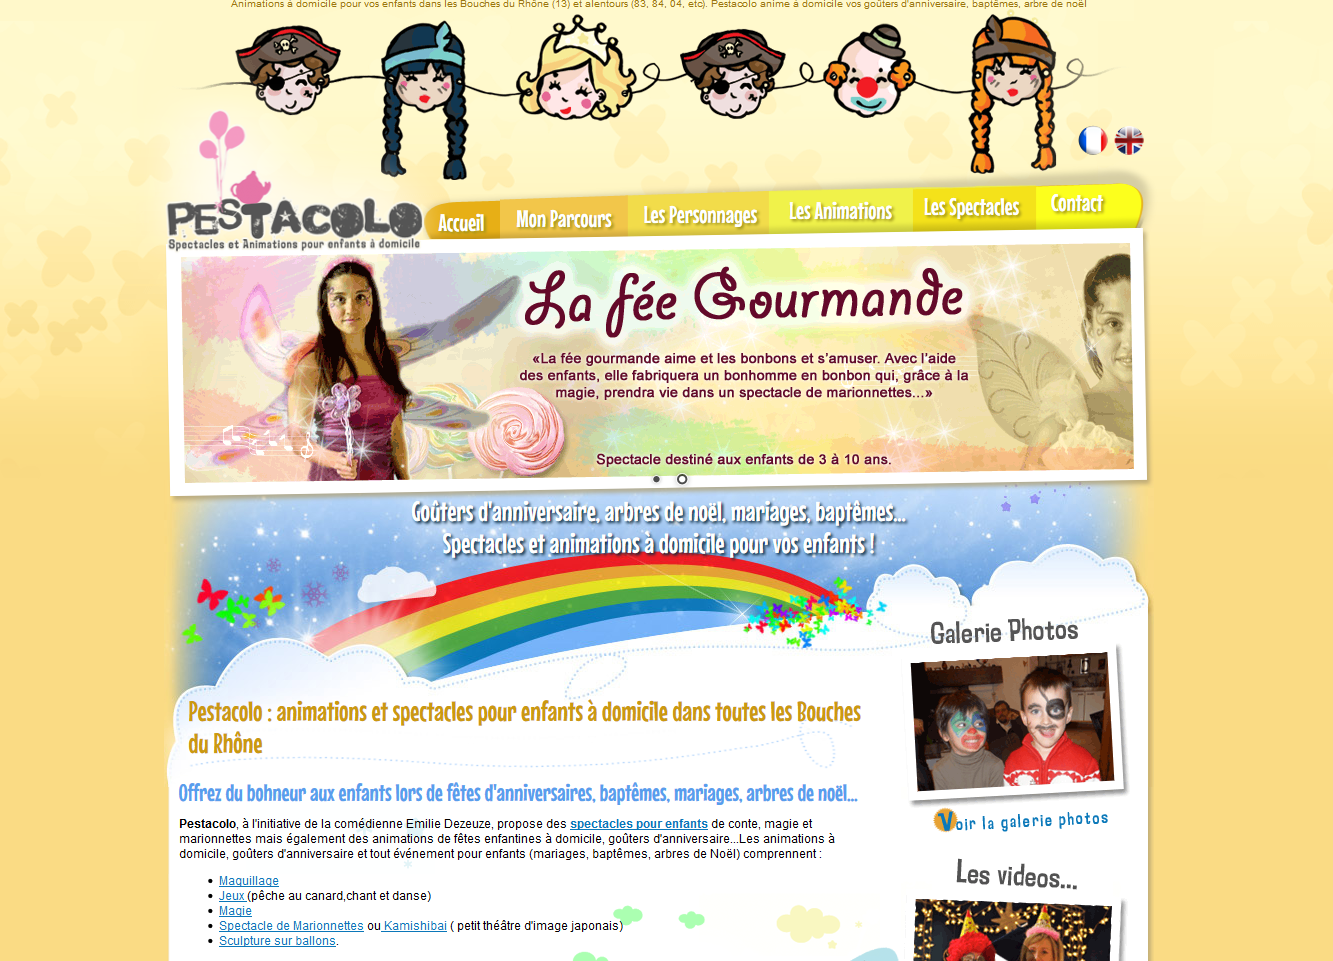 Animations à domicile pour vos enfants dans les Bouches du Rhône (13) et alentours (83, 84, 04, etc). Pestacolo anime à domicile vos goûters d'anniversaire, baptêmes, arbre de noël
PESTACOLO
Spectacles et Animations pour enfants à domicile
Accueil
Mon Parcours
Les Personnages
Les Animations
Les Spectacles
Contact
La fée Gourmande
«La fée gourmande aime et les bonbons et s'amuser. Avec l'aide
des enfants, elle fabriquera un bonhomme en bonbon qui, grâce à la
magie, prendra vie dans un spectacle de marionnettes...»
Spectacle destiné aux enfants de 3 à 10 ans.
Goûters d'anniversaire, arbres de noël, mariages, baptêmes...
Spectacles et animations à domicile pour vos enfants !
Galerie Photos
Voir la galerie photos
Les videos...
Pestacolo : animations et spectacles pour enfants à domicile dans toutes les Bouches
du Rhône
Offrez du bohneur aux enfants lors de fêtes d'anniversaires, baptêmes, mariages, arbres de noël...
Pestacolo, à l'initiative de la comédienne Emilie Dezeuze, propose des spectacles pour enfants de conte, magie et
marionnettes mais également des animations de fêtes enfantines à domicile, goûters d'anniversaire...Les animations à
domicile, goûters d'anniversaire et tout événement pour enfants (mariages, baptêmes, arbres de Noël) comprennent :
• Maquillage
• Jeux (pêche au canard,chant et danse)
• Magie
• Spectacle de Marionnettes ou Kamishibai ( petit théâtre d'image japonais)
• Sculpture sur ballons.